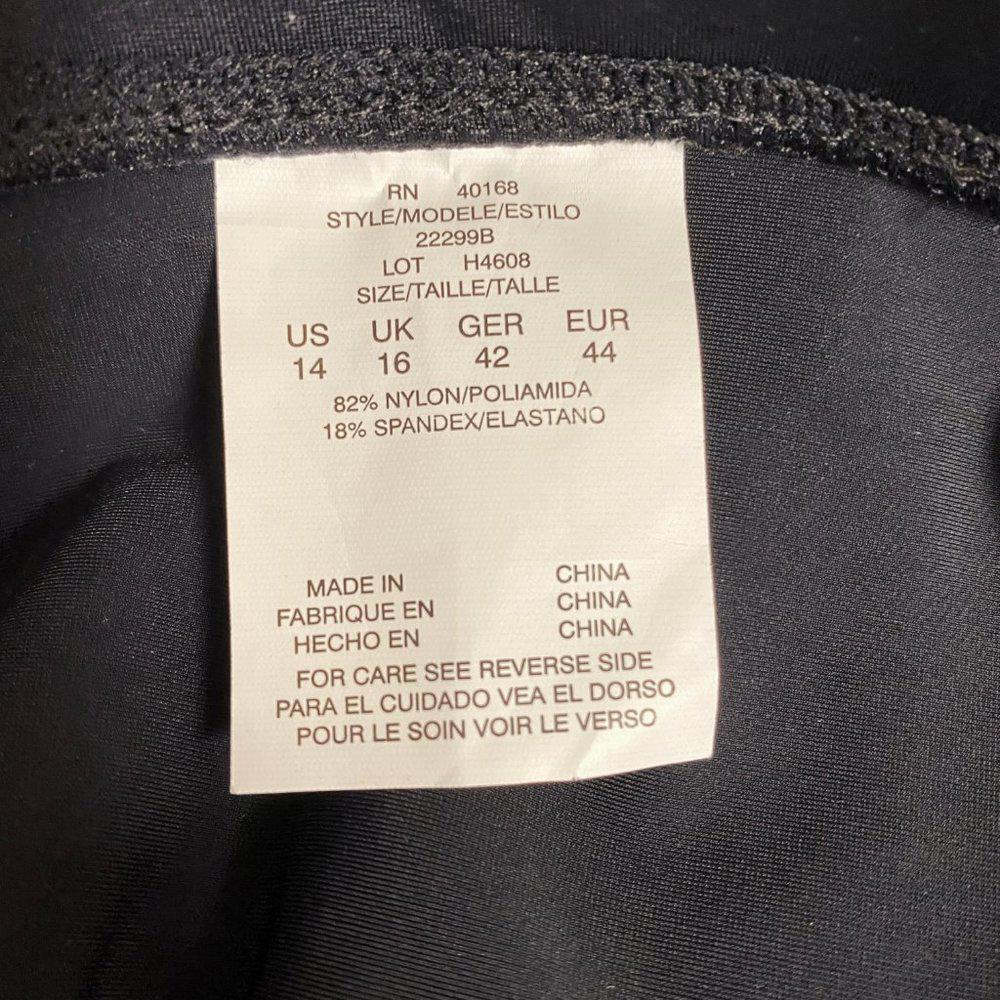 RN 40168
STYLE/MODELE/ESTILO
22299B
LOT H4608
SIZE/TAILLE/TALLE
US UK GER EUR
14 16 42 44
82% NYLON/POLIAMIDA
18% SPANDEX/ELASTANO
MADE IN CHINA
FABRIQUE EN CHINA
HECHO EN CHINA
FOR CARE SEE REVERSE SIDE
PARA EL CUIDADO VEA EL DORSO
POUR LE SOIN VOIR LE VERSO